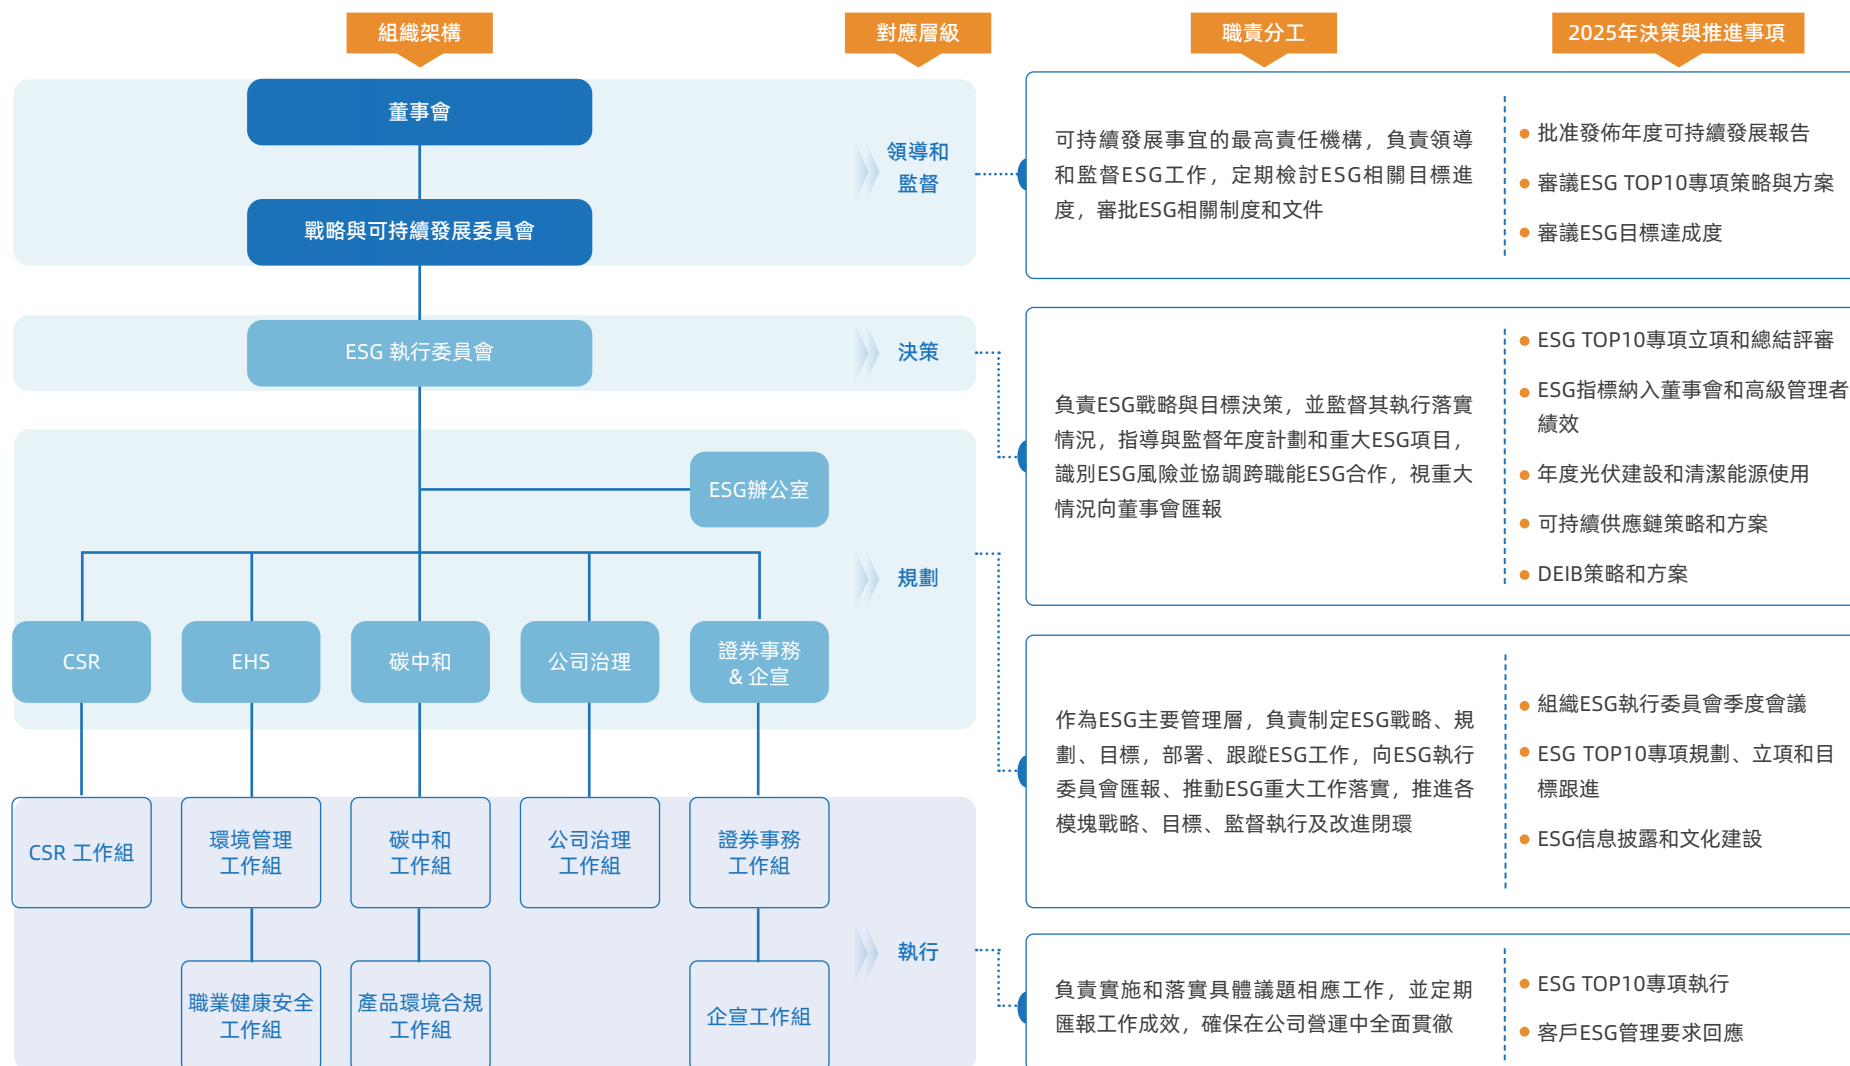 組織架構
對應層級
職責分工
2025年決策與推進事項
董事會
戰略與可持續發展委員會
領導和
監督
可持續發展事宜的最高責任機構，負責領導
和監督ESG工作，定期檢討ESG相關目標進
度，審批ESG相關制度和文件
批准發佈年度可持續發展報告
審議ESG TOP10專項策略與方案
審議ESG目標達成度
ESG 執行委員會
決策
負責ESG戰略與目標決策，並監督其執行落實
情況，指導與監督年度計劃和重大ESG項目，
識別ESG風險並協調跨職能ESG合作，視重大
情況向董事會匯報
ESG TOP10專項立項和總結評審
ESG指標納入董事會和高級管理者
績效
年度光伏建設和清潔能源使用
可持續供應鏈策略和方案
DEIB策略和方案
ESG辦公室
CSR
EHS
碳中和
公司治理
證券事務
& 企宣
規劃
作為ESG主要管理層，負責制定ESG戰略、規
劃、目標，部署、跟蹤ESG工作，向ESG執行
委員會匯報、推動ESG重大工作落實，推進各
模塊戰略、目標、監督執行及改進閉環
組織ESG執行委員會季度會議
ESG TOP10專項規劃、立項和目
標跟進
ESG信息披露和文化建設
CSR 工作組
環境管理
工作組
碳中和
工作組
公司治理
工作組
證券事務
工作組
職業健康安全
工作組
產品環境合規
工作組
企宣工作組
執行
負責實施和落實具體議題相應工作，並定期
匯報工作成效，確保在公司營運中全面貫徹
ESG TOP10專項執行
客戶ESG管理要求回應